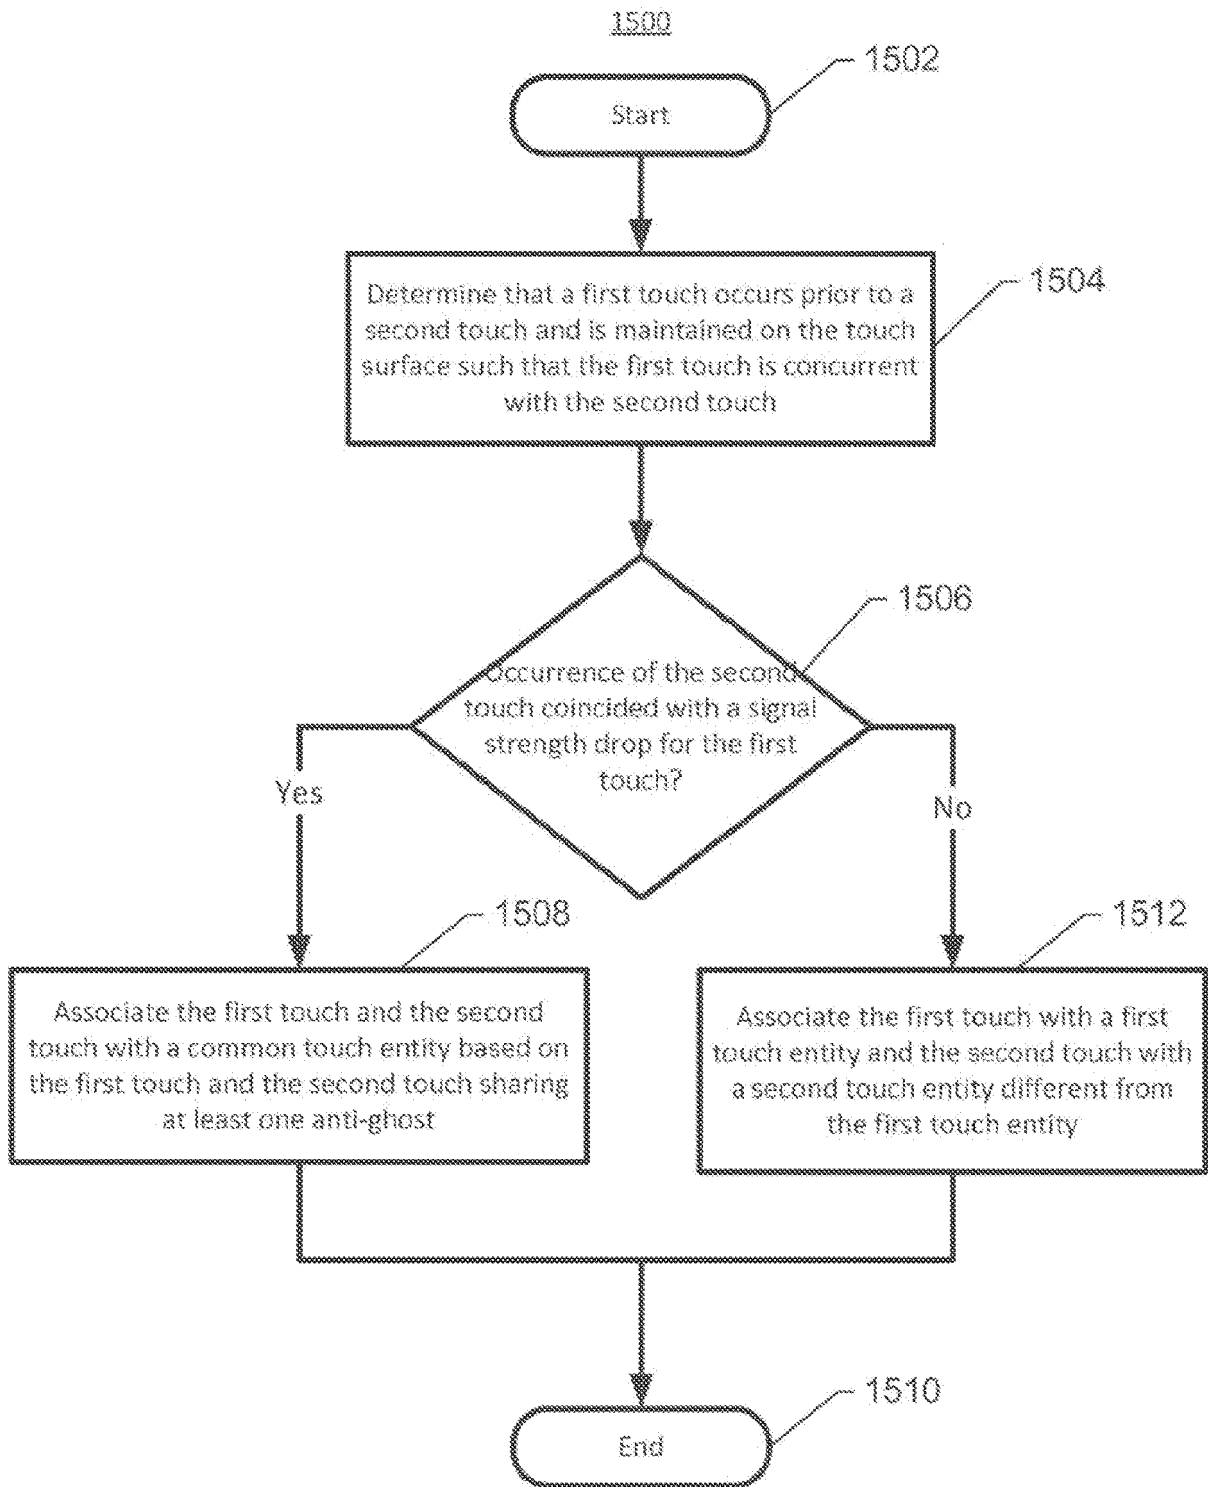 1500
1502
Start
1504
Determine that a first touch occurs prior to a
second touch and is maintained on the touch
surface such that the first touch is concurrent
with the second touch
1506
Occurrence of the second
touch coincided with a signal
strength drop for the first
touch?
Yes
No
1508
Associate the first touch and the second
touch with a common touch entity based on
the first touch and the second touch sharing
at least one anti-ghost
1512
Associate the first touch with a first
touch entity and the second touch with
a second touch entity different from
the first touch entity
1510
End